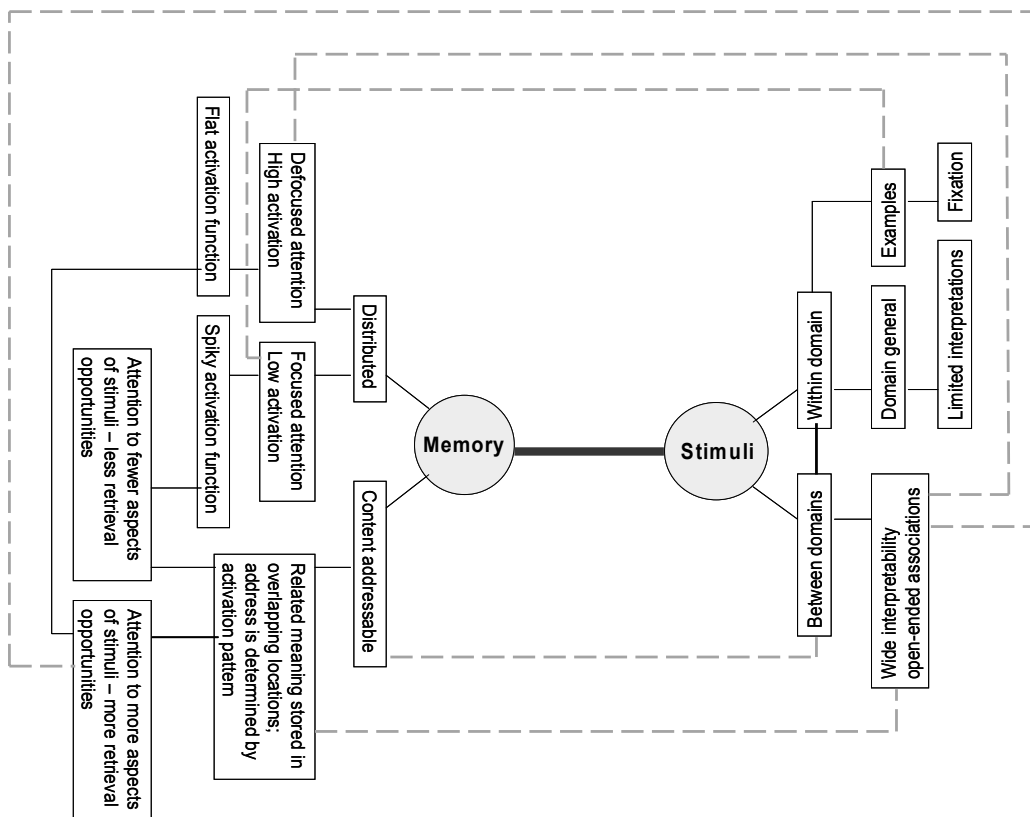 Memory
Stimuli
Distributed
Content addressable
Defocused attention
High activation
Focused attention
Low activation
Flat activation function
Spiky activation function
Attention to fewer aspects
of stimuli – less retrieval
opportunities
Related meaning stored in
overlapping locations;
address is determined by
activation pattern
Attention to more aspects
of stimuli – more retrieval
opportunities
Within domain
Between domains
Examples
Domain general
Wide interpretability
open-ended associations
Fixation
Limited interpretations